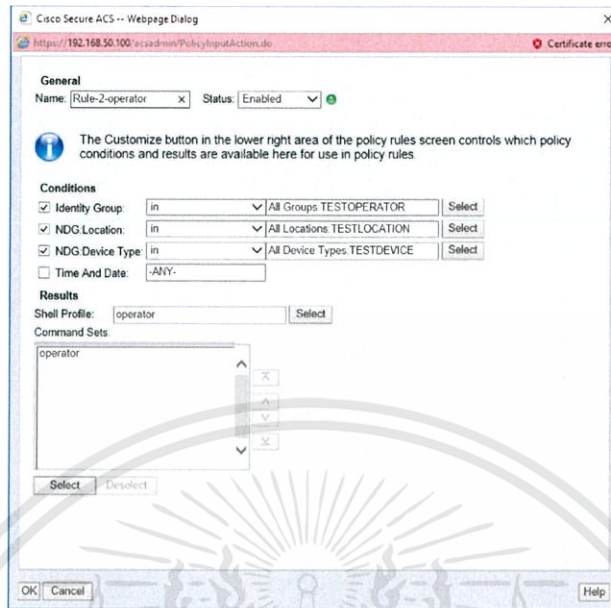 Cisco Secure ACS -- Webpage Dialog
https://192.168.50.100/acsadmin/PolicyInputAction.do Certificate erro
General
Name: Rule-2-operator x Status: Enabled
The Customize button in the lower right area of the policy rules screen controls which policy
conditions and results are available here for use in policy rules.
Conditions
Identity Group: in All Groups:TESTOPERATOR Select
NDG:Location: in All Locations:TESTLOCATION Select
NDG:Device Type: in All Device Types:TESTDEVICE Select
Time And Date: -ANY-
Results
Shell Profile: operator Select
Command Sets:
operator
Select Deselect
OK Cancel Help